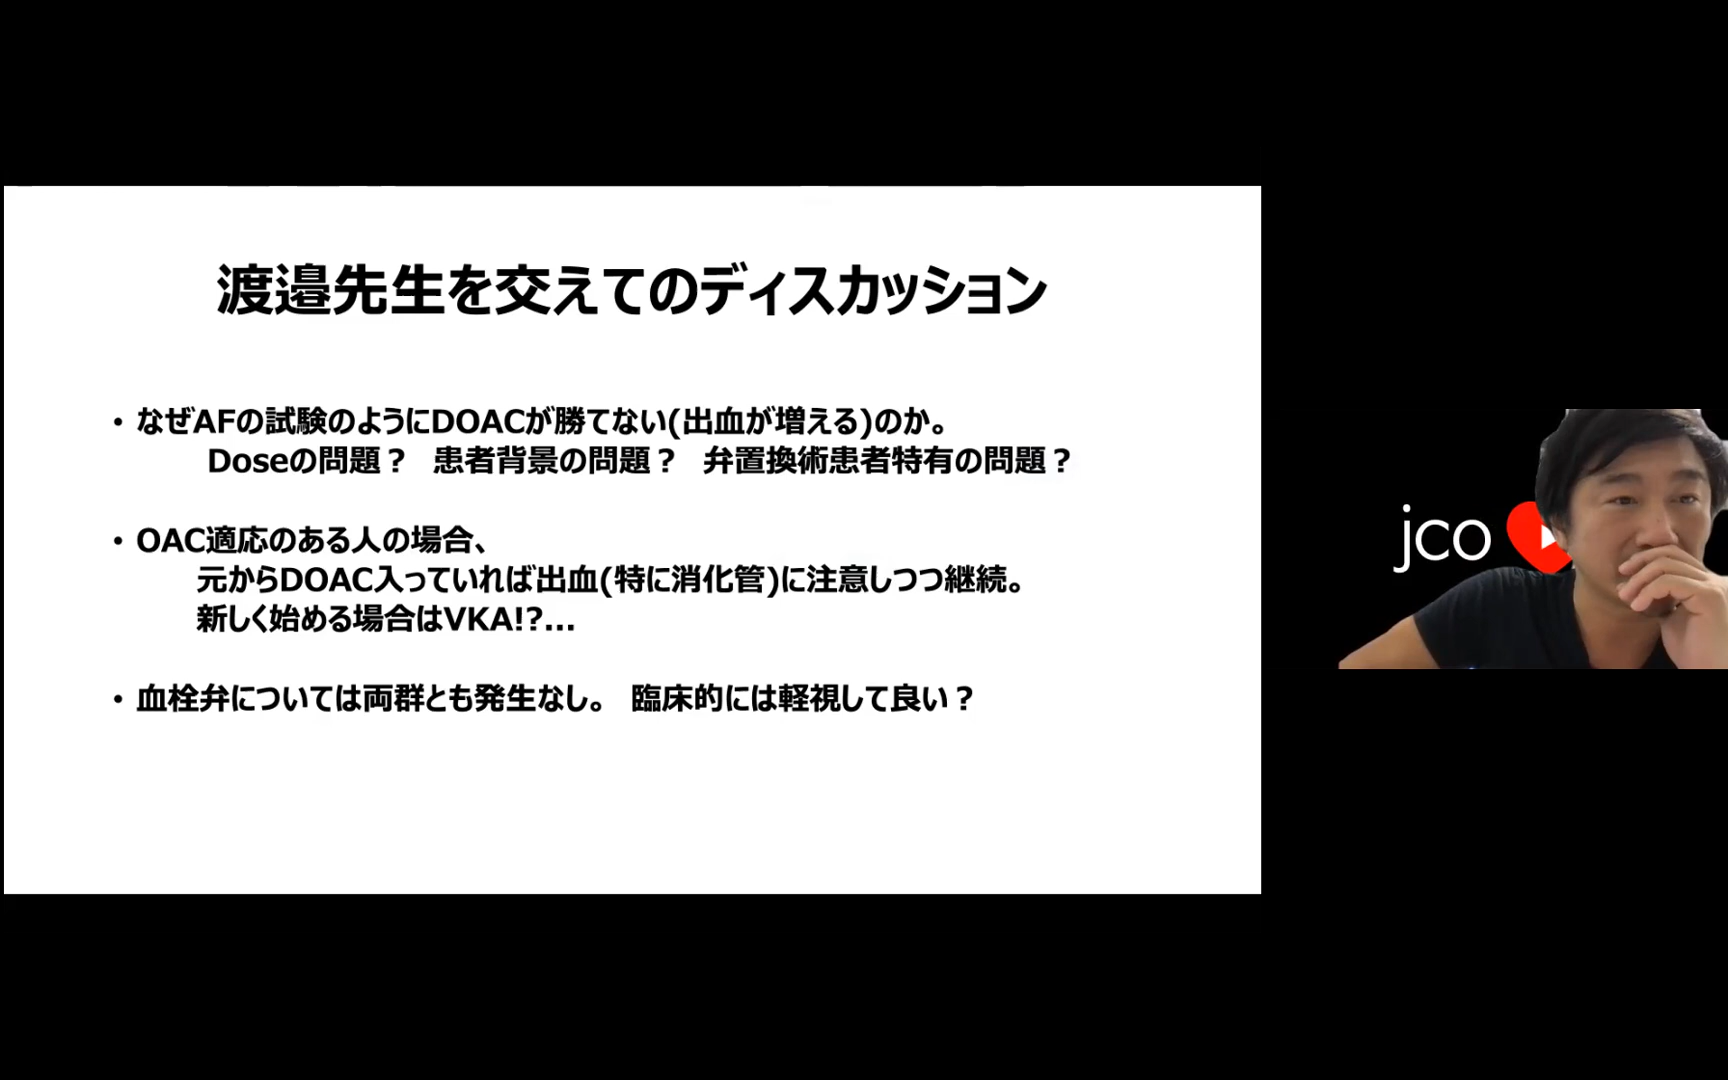 渡邉先生を交えてのディスカッション
• なぜAFの試験のようにDOACが勝てない(出血が増える)のか。
Doseの問題？ 患者背景の問題？ 弁置換術患者特有の問題？
• OAC適応のある人の場合、
元からDOAC入っていれば出血(特に消化管)に注意しつつ継続。
新しく始める場合はVKA!?...
• 血栓弁については両群とも発生なし。 臨床的には軽視して良い？
jco